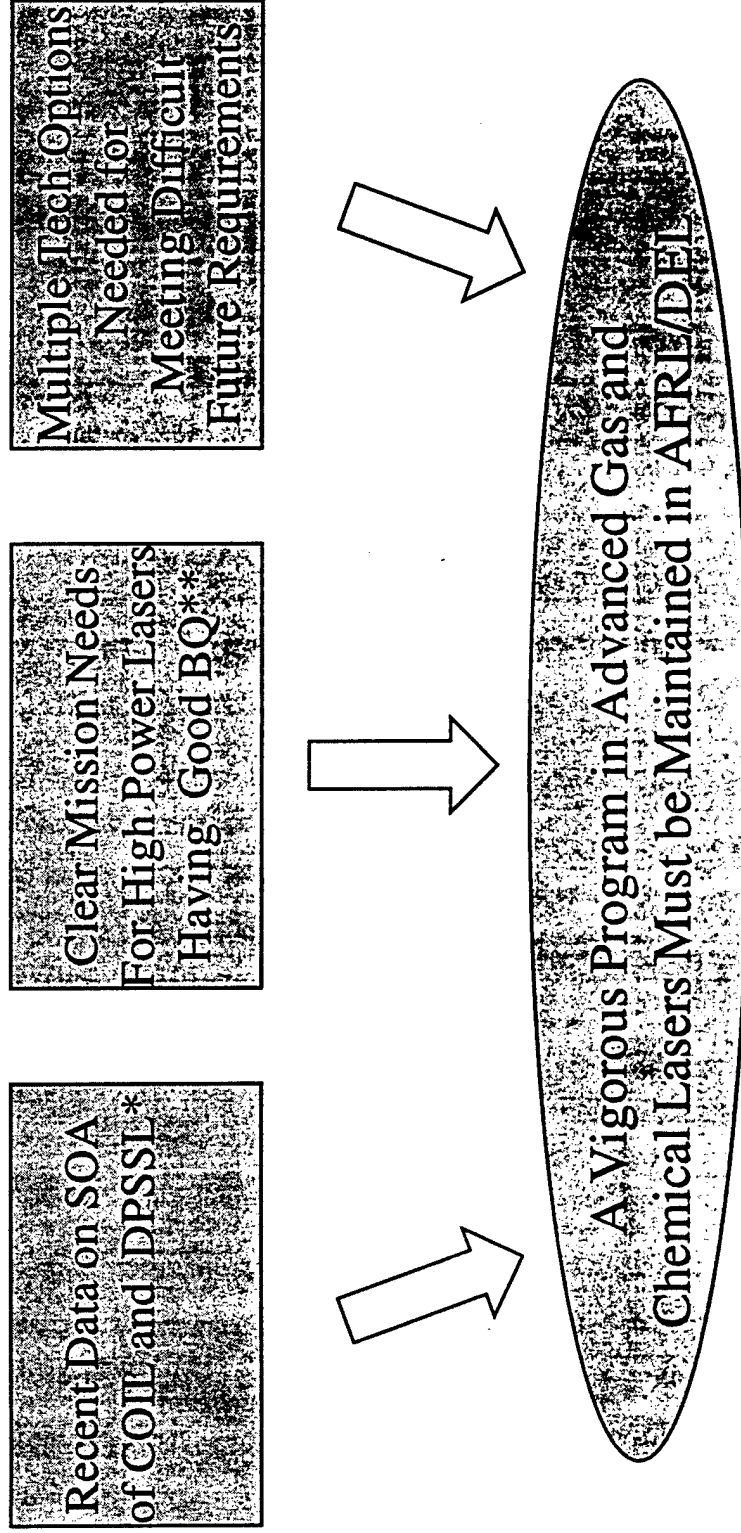 Recent Data on SOA
of COIL and DPSSL*
Clear Mission Needs
For High Power Lasers
Having Good BQ**
Multiple Tech Options
Needed for
Meeting Difficult
Future Requirements
A Vigorous Program in Advanced Gas and
Chemical Lasers Must be Maintained in AFRL/DEL